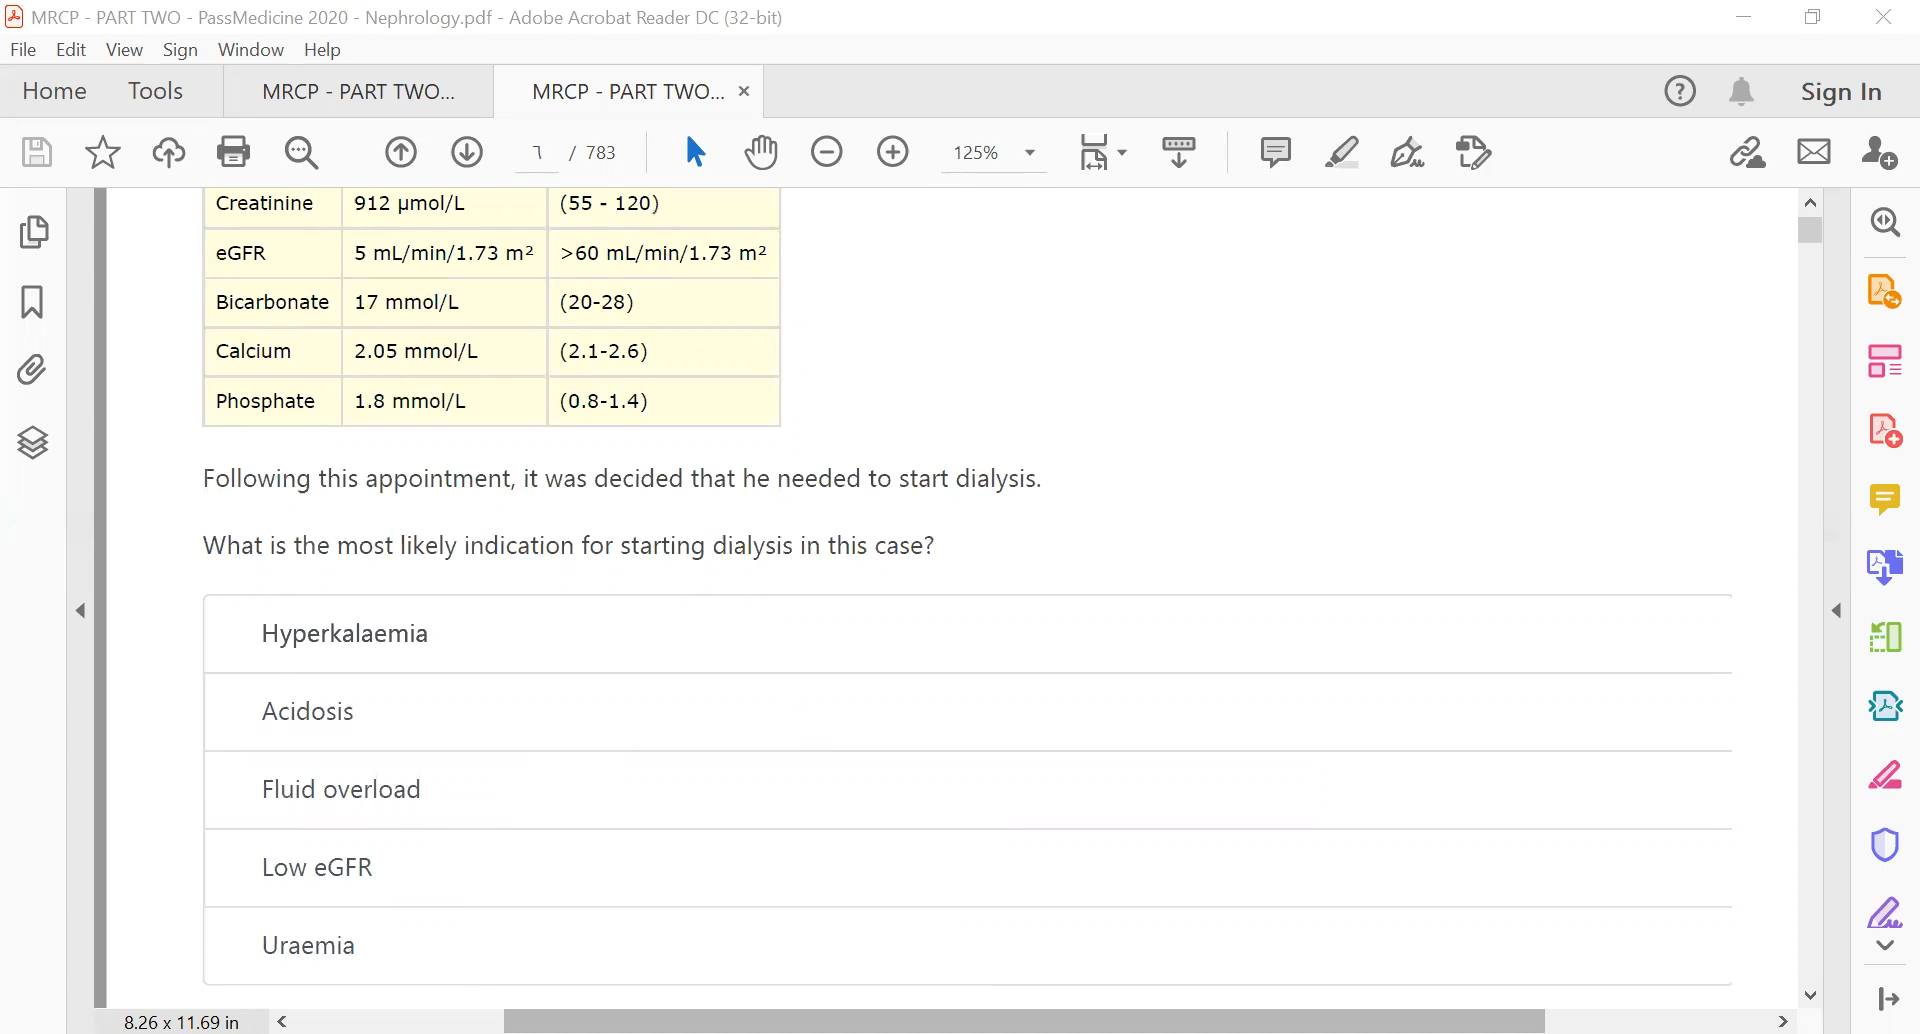 MRCP - PART TWO - PassMedicine 2020 - Nephrology.pdf - Adobe Acrobat Reader DC (32-bit)
File Edit View Sign Window Help
Home Tools MRCP - PART TWO... MRCP - PART TWO... × Sign In
/ 783 125%
Creatinine 912 µmol/L (55 - 120)
eGFR 5 mL/min/1.73 m² >60 mL/min/1.73 m²
Bicarbonate 17 mmol/L (20-28)
Calcium 2.05 mmol/L (2.1-2.6)
Phosphate 1.8 mmol/L (0.8-1.4)
Following this appointment, it was decided that he needed to start dialysis.
What is the most likely indication for starting dialysis in this case?
Hyperkalaemia
Acidosis
Fluid overload
Low eGFR
Uraemia
8.26 x 11.69 in